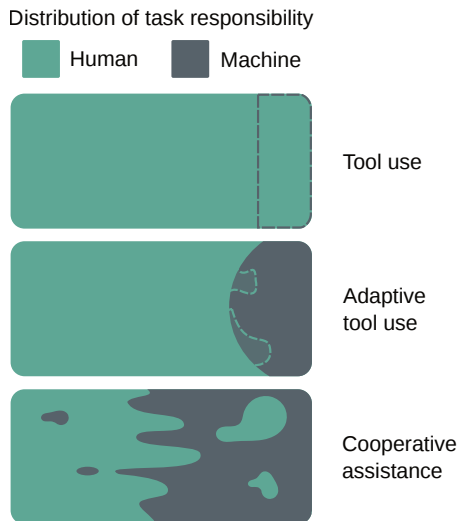 Distribution of task responsibility
Human
Machine
Tool use
Adaptive
tool use
Cooperative
assistance